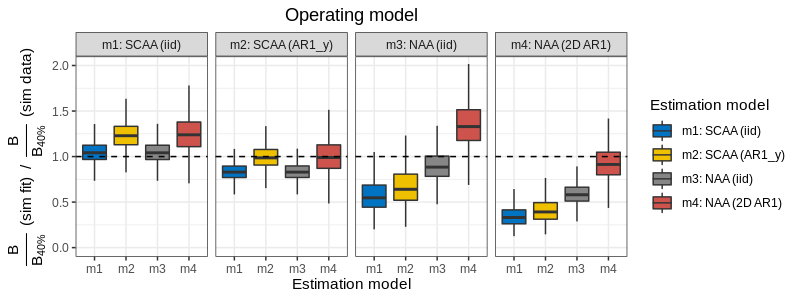 Operating model
m1: SCAA (iid)
m2: SCAA (AR1_y)
m3: NAA (iid)
m4: NAA (2D AR1)
B / B40% (sim fit) / B / B40% (sim data)
2.0
1.5
1.0
0.5
0.0
m1 m2 m3 m4
m1 m2 m3 m4
m1 m2 m3 m4
m1 m2 m3 m4
Estimation model
Estimation model
m1: SCAA (iid)
m2: SCAA (AR1_y)
m3: NAA (iid)
m4: NAA (2D AR1)